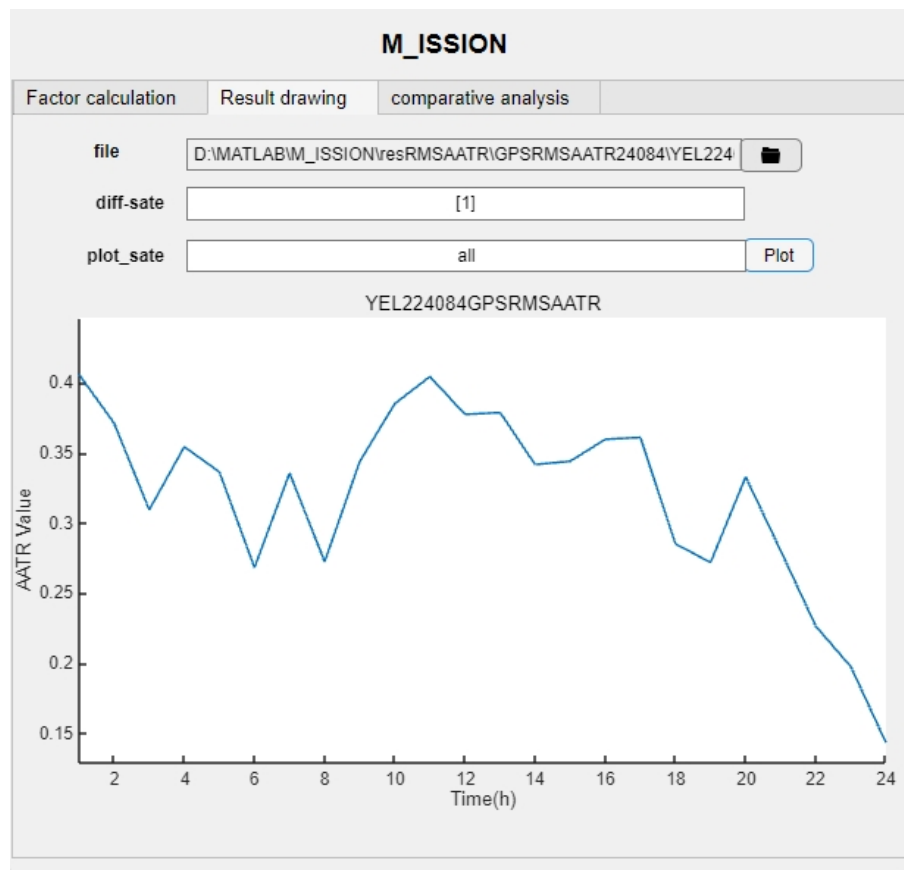 M_ISSION
Factor calculation Result drawing comparative analysis
file D:\MATLAB\M_ISSION\resRMSAATR\GPSRMSAATR24084\YEL224
diff-sate [1]
plot_sate all Plot
YEL224084GPSRMSAATR
0.4
0.35
0.3
0.25
0.2
0.15
AATR Value
2 4 6 8 10 12 14 16 18 20 22 24
Time(h)